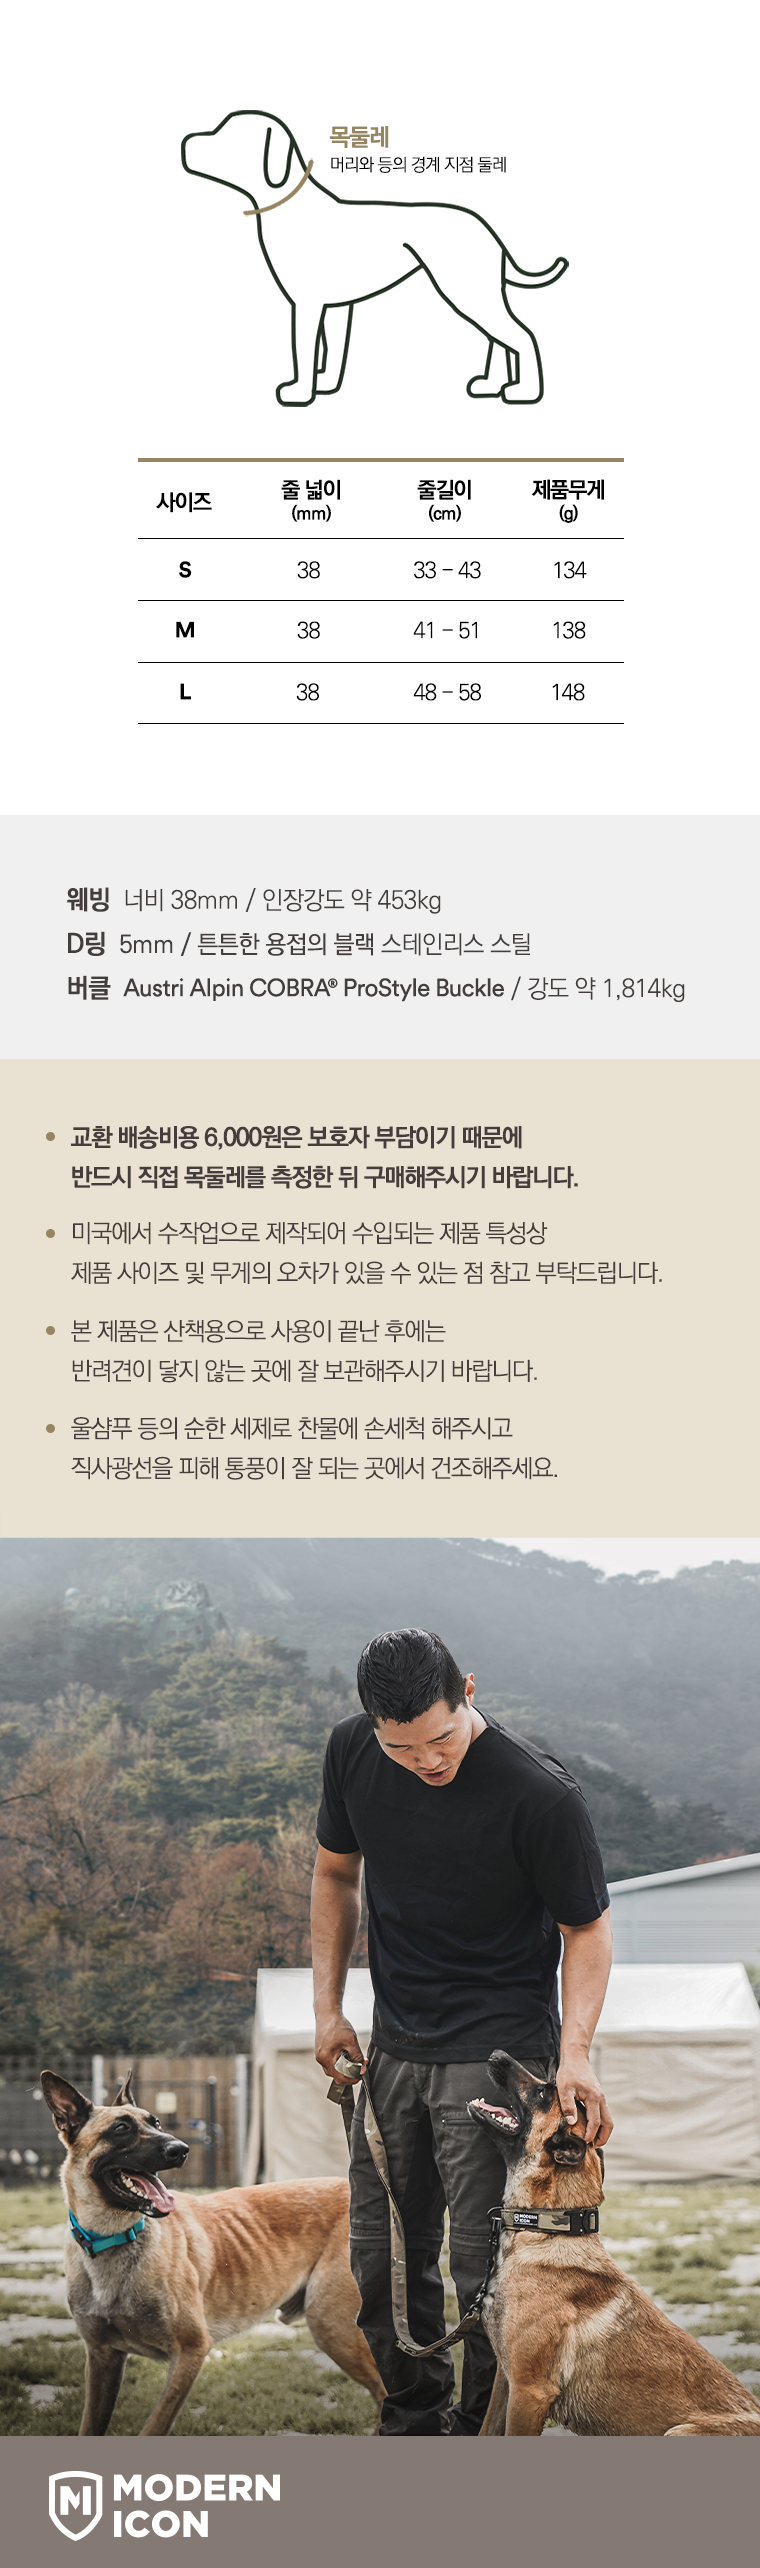 목둘레
머리와 등의 경계 지점 둘레
사이즈 줄 넓이 (mm) 줄길이 (cm) 제품무게 (g)
S 38 33 – 43 134
M 38 41 – 51 138
L 38 48 – 58 148
웨빙 너비 38mm / 인장강도 약 453kg
D링 5mm / 튼튼한 용접의 블랙 스테인리스 스틸
버클 Austri Alpin COBRA® ProStyle Buckle / 강도 약 1,814kg
• 교환 배송비용 6,000원은 보호자 부담이기 때문에
반드시 직접 목둘레를 측정한 뒤 구매해주시기 바랍니다.
• 미국에서 수작업으로 제작되어 수입되는 제품 특성상
제품 사이즈 및 무게의 오차가 있을 수 있는 점 참고 부탁드립니다.
• 본 제품은 산책용으로 사용이 끝난 후에는
반려견이 닿지 않는 곳에 잘 보관해주시기 바랍니다.
• 울샴푸 등의 순한 세제로 찬물에 손세척 해주시고
직사광선을 피해 통풍이 잘 되는 곳에서 건조해주세요.
MODERN
ICON
M MODERN
ICON